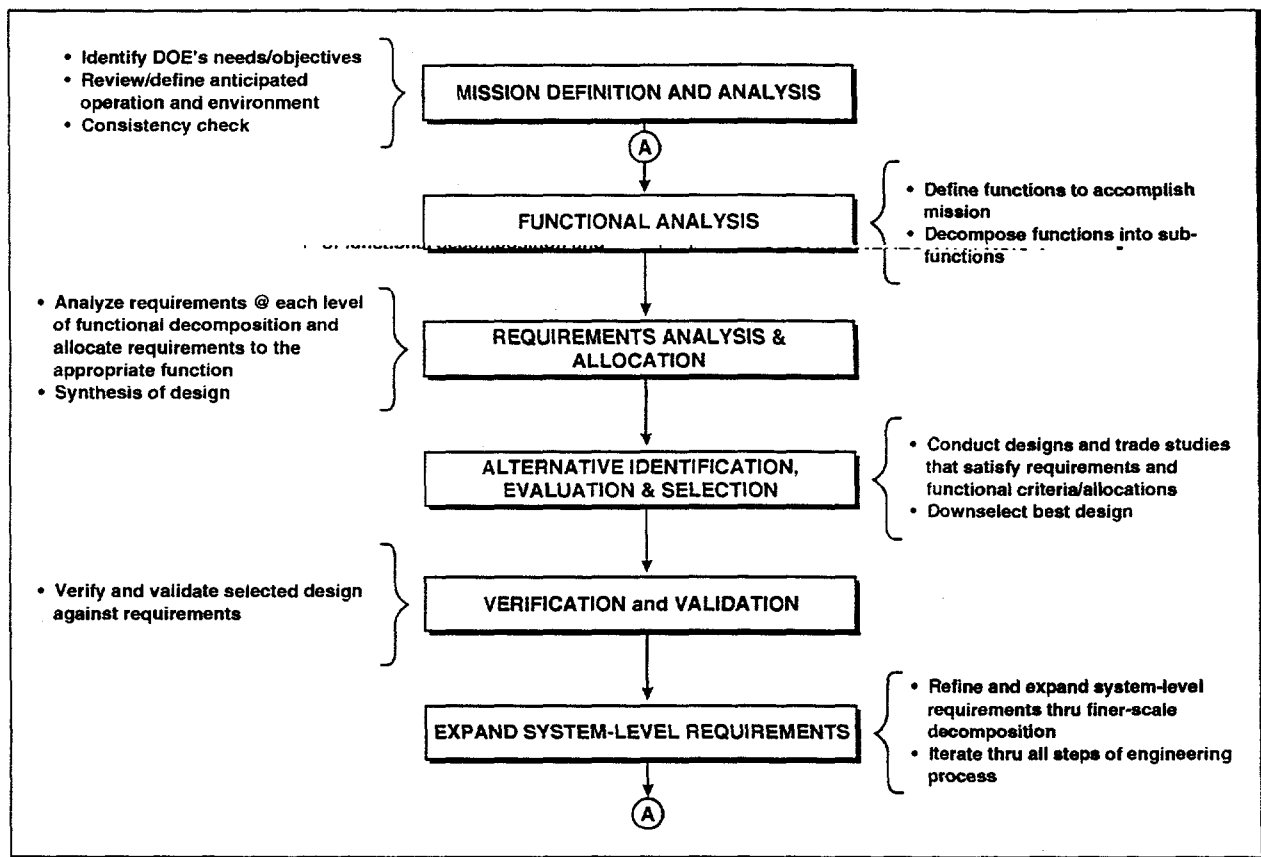 • Identify DOE's needs/objectives
• Review/define anticipated
operation and environment
• Consistency check
MISSION DEFINITION AND ANALYSIS
A
FUNCTIONAL ANALYSIS
• Define functions to accomplish
mission
• Decompose functions into sub-
functions
• Analyze requirements @ each level
of functional decomposition and
allocate requirements to the
appropriate function
• Synthesis of design
REQUIREMENTS ANALYSIS &
ALLOCATION
ALTERNATIVE IDENTIFICATION,
EVALUATION & SELECTION
• Conduct designs and trade studies
that satisfy requirements and
functional criteria/allocations
• Downselect best design
• Verify and validate selected design
against requirements
VERIFICATION and VALIDATION
EXPAND SYSTEM-LEVEL REQUIREMENTS
• Refine and expand system-level
requirements thru finer-scale
decomposition
• Iterate thru all steps of engineering
process
A